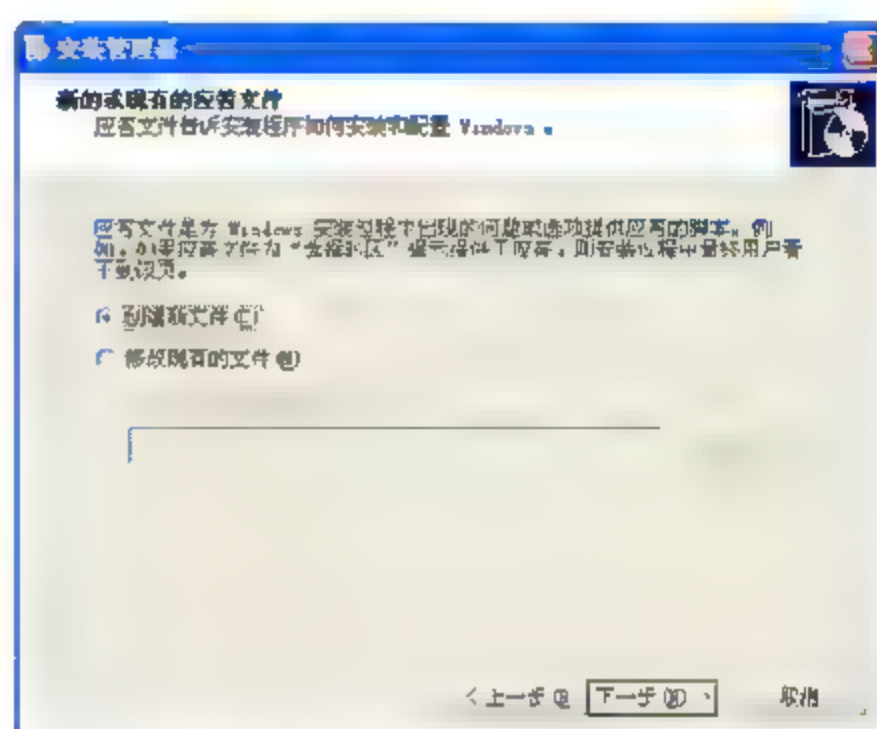 安装管理器
新的或现有的应答文件
应答文件告诉安装程序如何安装和配置 Windows。
应答文件是为 Windows 安装过程中出现的问题或选项提供应答的脚本。例
如，如果应答文件为“选择时区”提示提供了应答，则安装过程中最终用户看
不到该页。
创建新文件(C)
修改现有的文件(M)
< 上一步(B)
下一步(N) >
取消